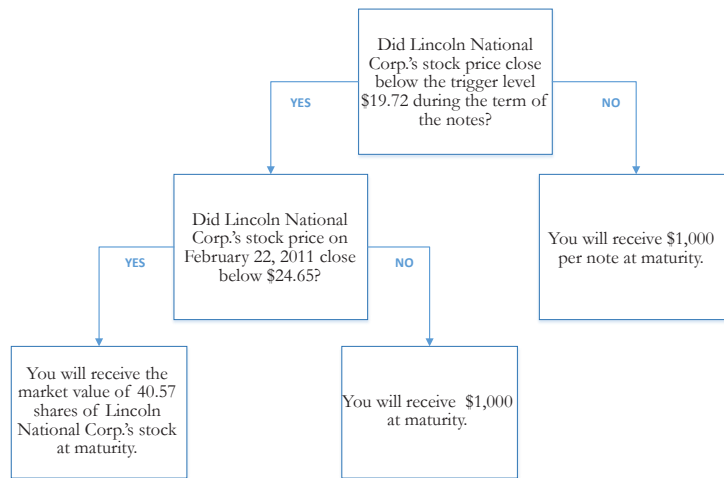 Did Lincoln National
Corp.'s stock price close
below the trigger level
$19.72 during the term of
the notes?
YES
NO
Did Lincoln National
Corp.'s stock price on
February 22, 2011 close
below $24.65?
You will receive $1,000
per note at maturity.
YES
NO
You will receive the
market value of 40.57
shares of Lincoln
National Corp.'s stock
at maturity.
You will receive $1,000
at maturity.